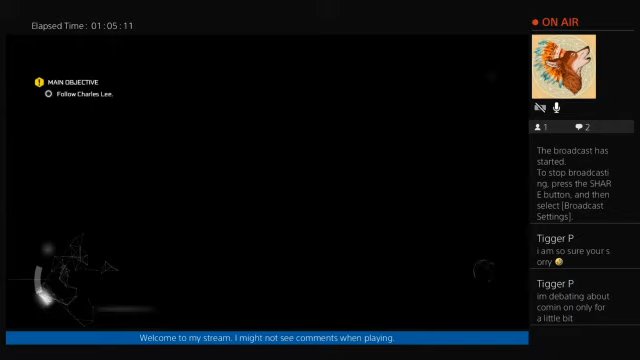 Elapsed Time : 01:05:11
ON AIR
MAIN OBJECTIVE
Follow Charles Lee.
1 2
The broadcast has
started.
To stop broadcasti
ng, press the SHAR
E button, and then
select [Broadcast
Settings].
Tigger P
i am so sure your s
orry 🤣
Tigger P
im debating about
comin on only for
a little bit
Welcome to my stream. I might not see comments when playing.